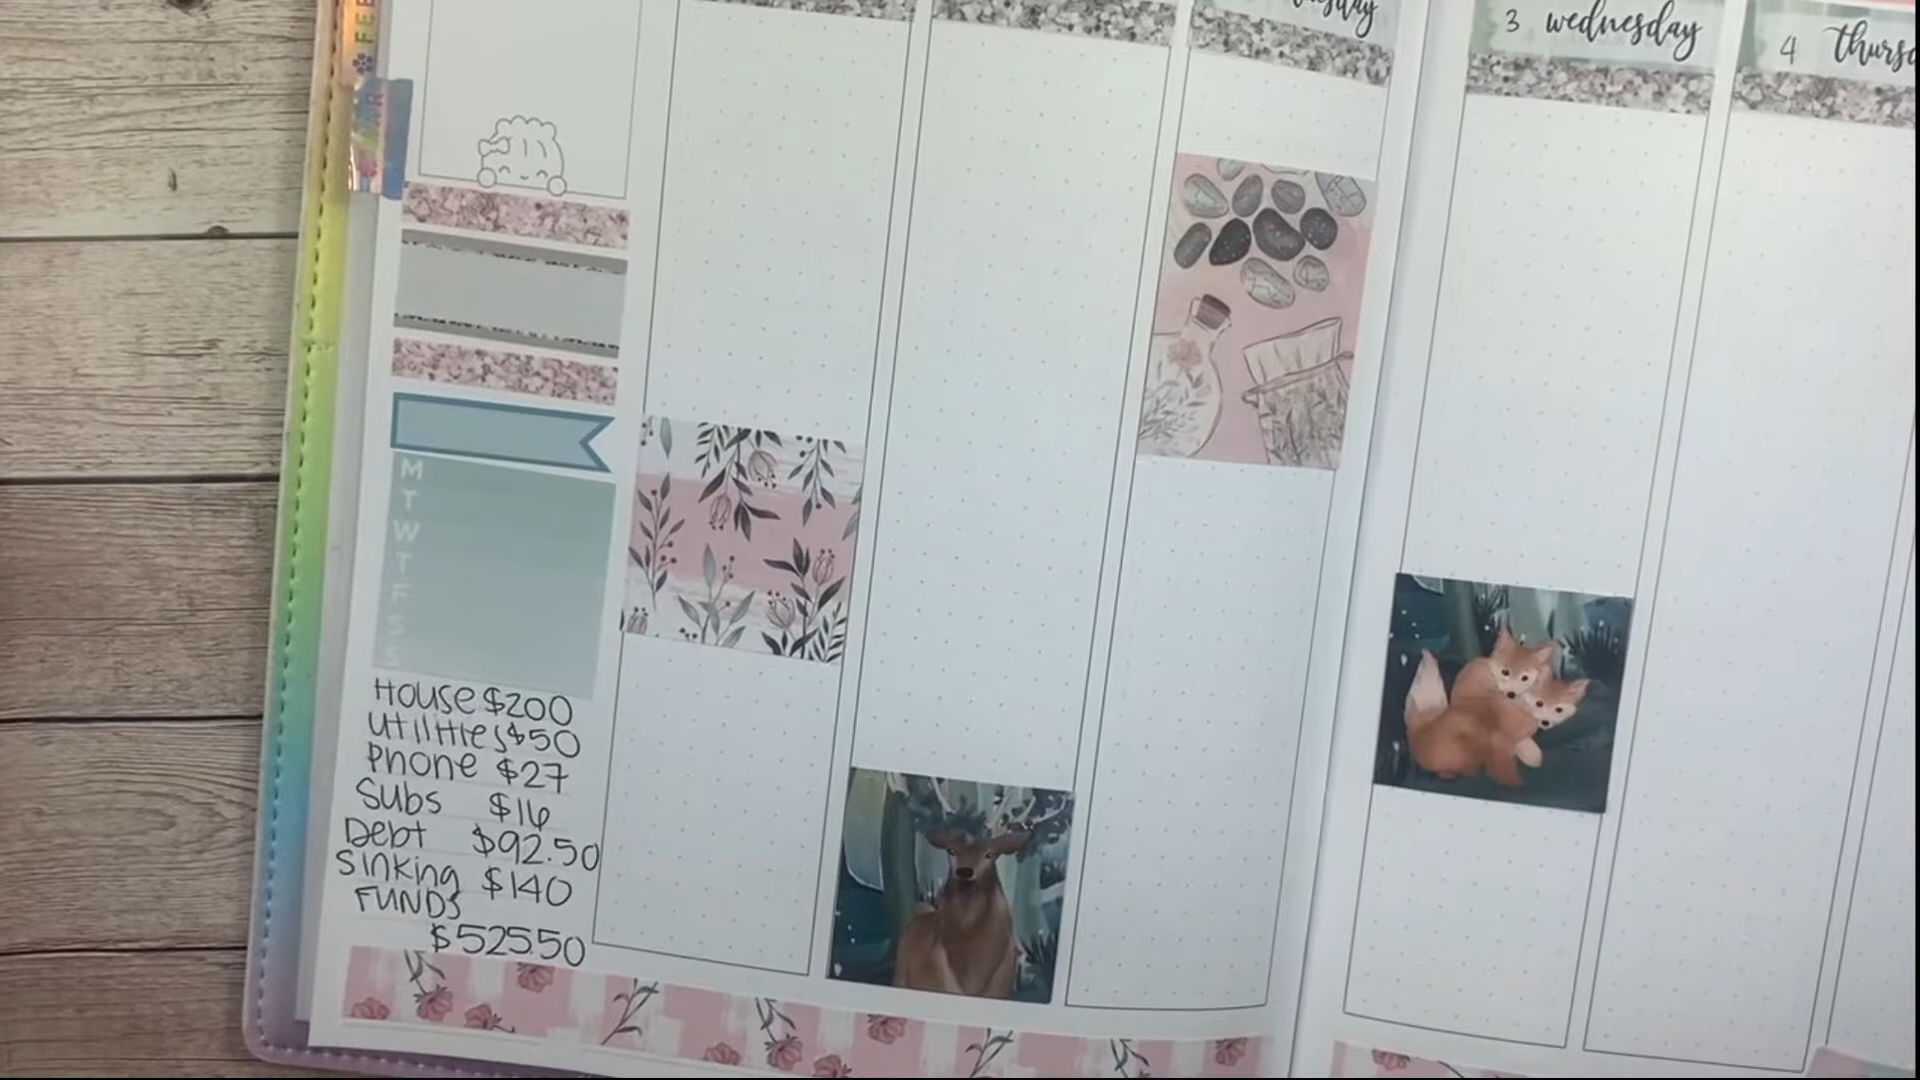 3 wednesday
4
M
T
W
T
F
S
S
House $200
Utilities $50
Phone $27
Subs $16
Debt $92.50
Sinking $140
FUNDS
$525.50